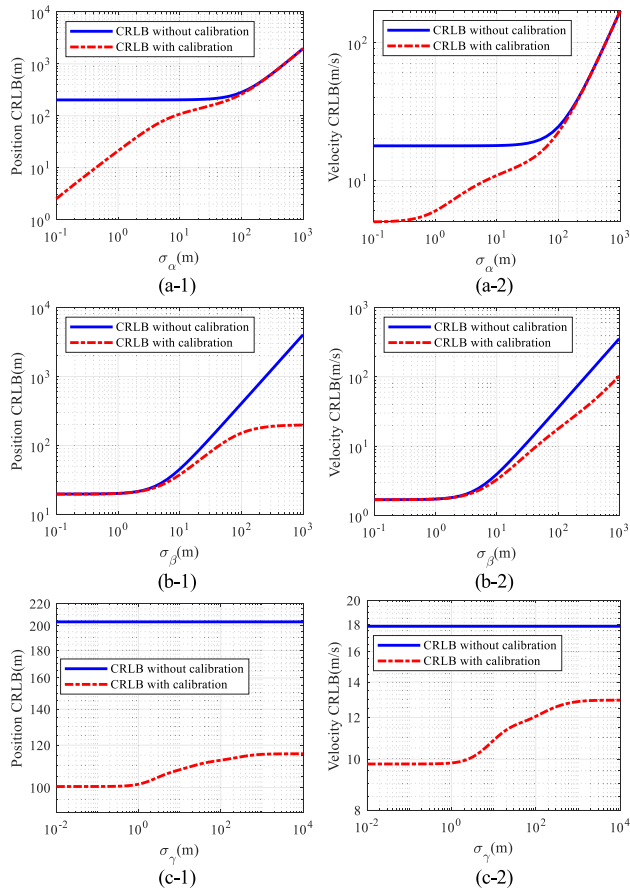 CRLB without calibration
CRLB with calibration
Position CRLB(m)
10^4
10^3
10^2
10^1
10^0
10^-1 10^0 10^1 10^2 10^3
σ_α(m)
(a-1)
CRLB without calibration
CRLB with calibration
Velocity CRLB(m/s)
10^2
10^1
10^-1 10^0 10^1 10^2 10^3
σ_α(m)
(a-2)
CRLB without calibration
CRLB with calibration
Position CRLB(m)
10^4
10^3
10^2
10^1
10^-1 10^0 10^1 10^2 10^3
σ_β(m)
(b-1)
CRLB without calibration
CRLB with calibration
Velocity CRLB(m/s)
10^3
10^2
10^1
10^0
10^-1 10^0 10^1 10^2 10^3
σ_β(m)
(b-2)
CRLB without calibration
CRLB with calibration
Position CRLB(m)
220
200
180
160
140
120
100
10^-2 10^0 10^2 10^4
σ_γ(m)
(c-1)
CRLB without calibration
CRLB with calibration
Velocity CRLB(m/s)
20
18
16
14
12
10
8
10^-2 10^0 10^2 10^4
σ_γ(m)
(c-2)